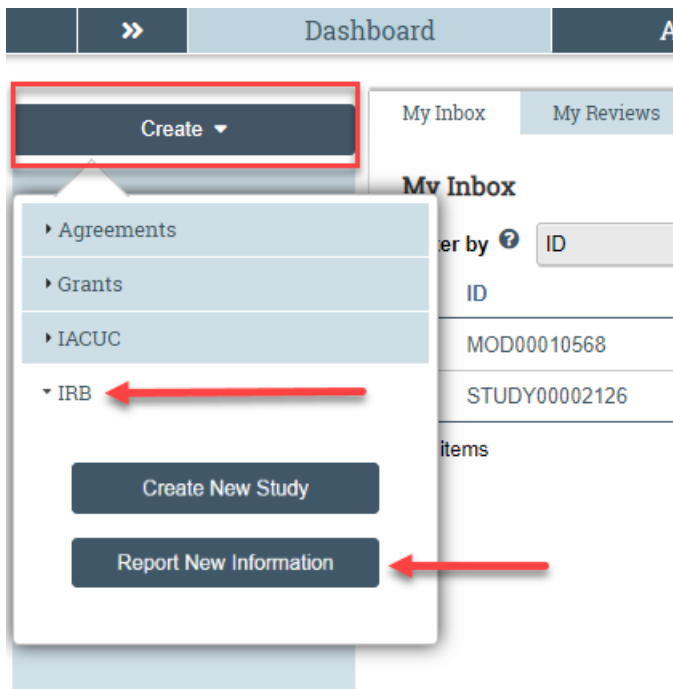 Dashboard
A
Create
My Inbox
My Reviews
My Inbox
Agreements
Grants
IACUC
IRB
Create New Study
Report New Information
er by
ID
ID
MOD00010568
STUDY00002126
items